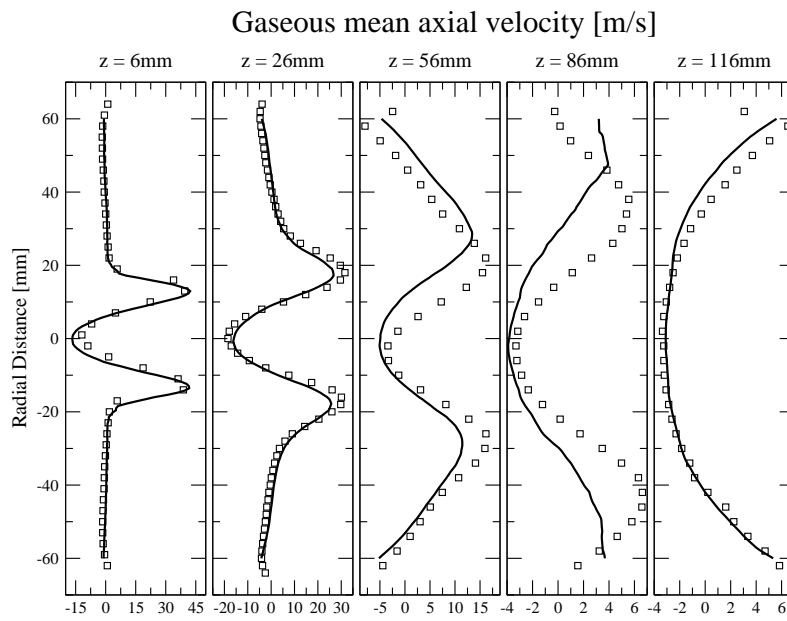 Gaseous mean axial velocity [m/s]
z = 6mm
z = 26mm
z = 56mm
z = 86mm
z = 116mm
Radial Distance [mm]
60
40
20
0
-20
-40
-60
-15 0 15 30 45
-20 -10 0 10 20 30
-5 0 5 10 15
-4 -2 0 2 4 6
-4 -2 0 2 4 6